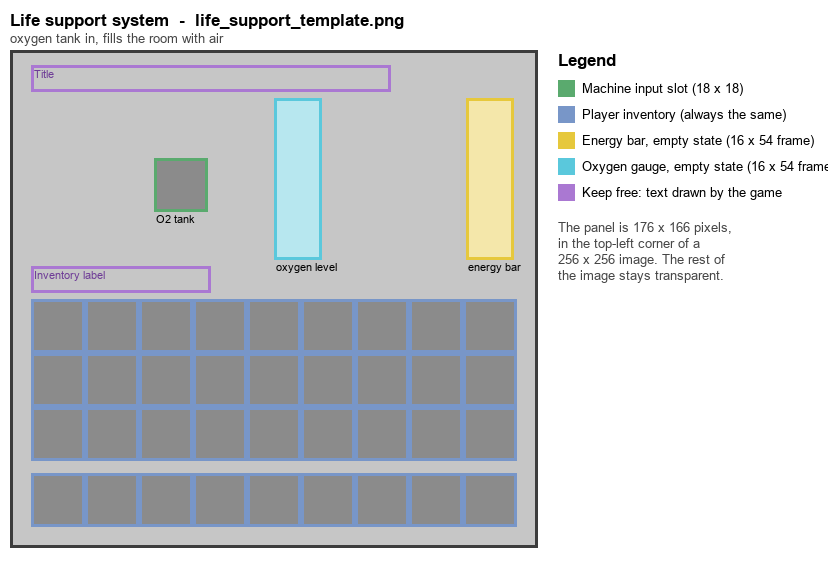 Life support system - life_support_template.png
oxygen tank in, fills the room with air
Title
O2 tank
oxygen level
energy bar
Inventory label
Legend
Machine input slot (18 x 18)
Player inventory (always the same)
Energy bar, empty state (16 x 54 frame)
Oxygen gauge, empty state (16 x 54 frame
Keep free: text drawn by the game
The panel is 176 x 166 pixels,
in the top-left corner of a
256 x 256 image. The rest of
the image stays transparent.